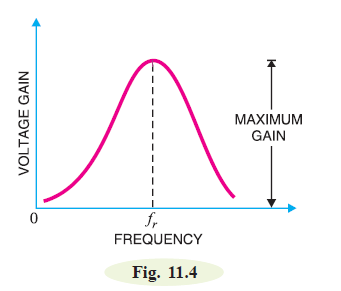 VOLTAGE GAIN
MAXIMUM
GAIN
0
fr
FREQUENCY
Fig. 11.4